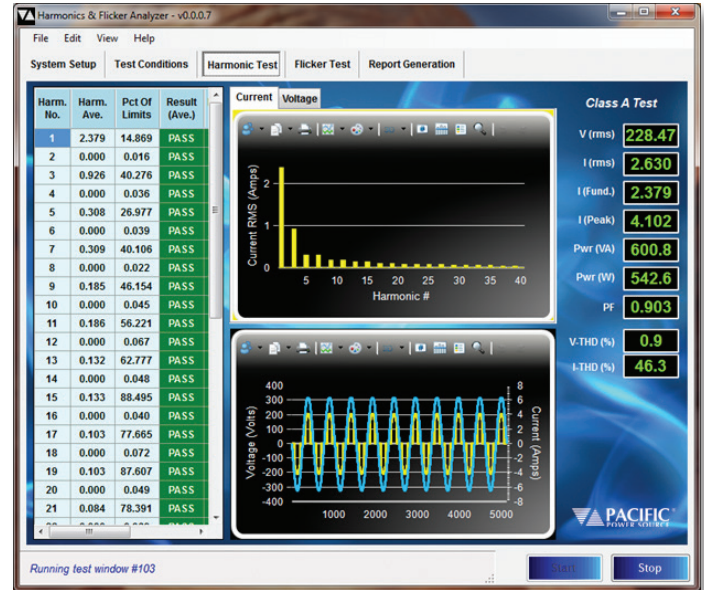 Harmonics & Flicker Analyzer - v0.0.0.7
File Edit View Help
System Setup Test Conditions Harmonic Test Flicker Test Report Generation
Harm. No. Harm. Ave. Pct Of Limits Result (Ave.)
1 2.379 14.869 PASS
2 0.000 0.016 PASS
3 0.926 40.276 PASS
4 0.000 0.036 PASS
5 0.308 26.977 PASS
6 0.000 0.039 PASS
7 0.309 40.106 PASS
8 0.000 0.022 PASS
9 0.185 46.154 PASS
10 0.000 0.045 PASS
11 0.186 56.221 PASS
12 0.000 0.067 PASS
13 0.132 62.777 PASS
14 0.000 0.048 PASS
15 0.133 88.495 PASS
16 0.000 0.040 PASS
17 0.103 77.665 PASS
18 0.000 0.072 PASS
19 0.103 87.607 PASS
20 0.000 0.049 PASS
21 0.084 78.391 PASS
Current Voltage
Current RMS (Amps)
2
1
0
5 10 15 20 25 30 35 40
Harmonic #
Voltage (Volts)
400
300
200
100
0
-100
-200
-300
-400
8
6
4
2
0
-2
-4
-6
-8
Current (Amps)
1000 2000 3000 4000 5000
Class A Test
V (rms) 228.47
I (rms) 2.630
I (Fund.) 2.379
I (Peak) 4.102
Pwr (VA) 600.8
Pwr (W) 542.6
PF 0.903
V-THD (%) 0.9
I-THD (%) 46.3
PACIFIC
POWER SOURCE
Running test window #103
Start Stop